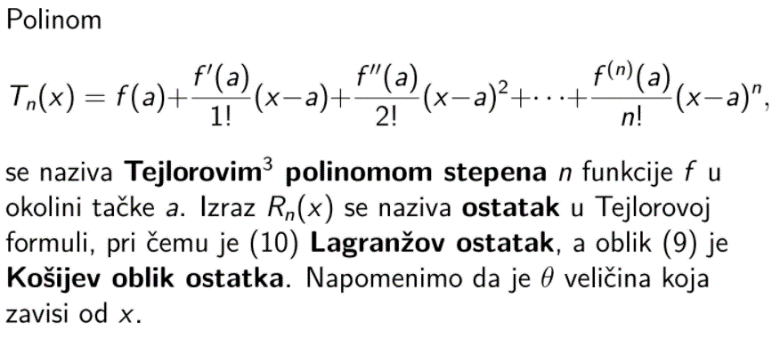 Polinom
Tₙ(x) = f(a)+ f′(a)/1! (x−a)+ f″(a)/2! (x−a)²+···+ f⁽ⁿ⁾(a)/n! (x−a)ⁿ,
se naziva Tejlorovim³ polinomom stepena n funkcije f u
okolini tačke a. Izraz Rₙ(x) se naziva ostatak u Tejlorovoj
formuli, pri čemu je (10) Lagranžov ostatak, a oblik (9) je
Košijev oblik ostatka. Napomenimo da je θ veličina koja
zavisi od x.